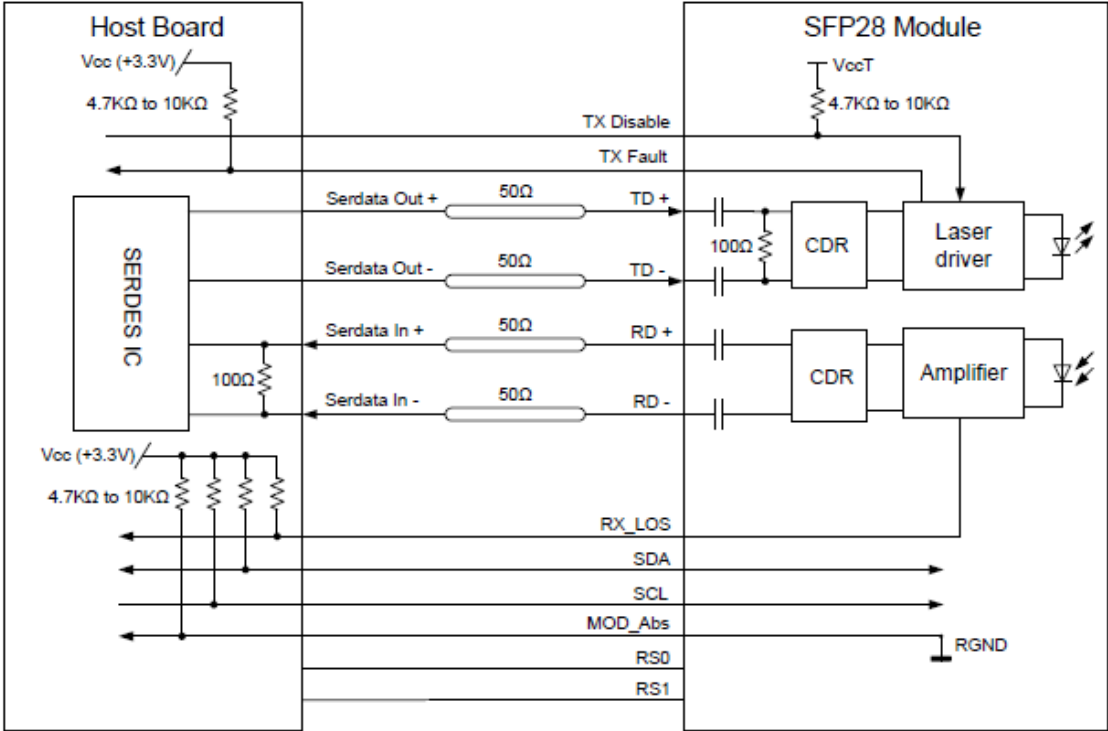 Host Board
SFP28 Module
Vcc (+3.3V)
VccT
4.7KΩ to 10KΩ
4.7KΩ to 10KΩ
TX Disable
TX Fault
Serdata Out +
50Ω
TD +
100Ω
CDR
Laser
driver
SERDES IC
Serdata Out -
50Ω
TD -
Serdata In +
50Ω
RD +
100Ω
CDR
Amplifier
Serdata In -
50Ω
RD -
Vcc (+3.3V)
4.7KΩ to 10KΩ
RX_LOS
SDA
SCL
MOD_Abs
RGND
RS0
RS1